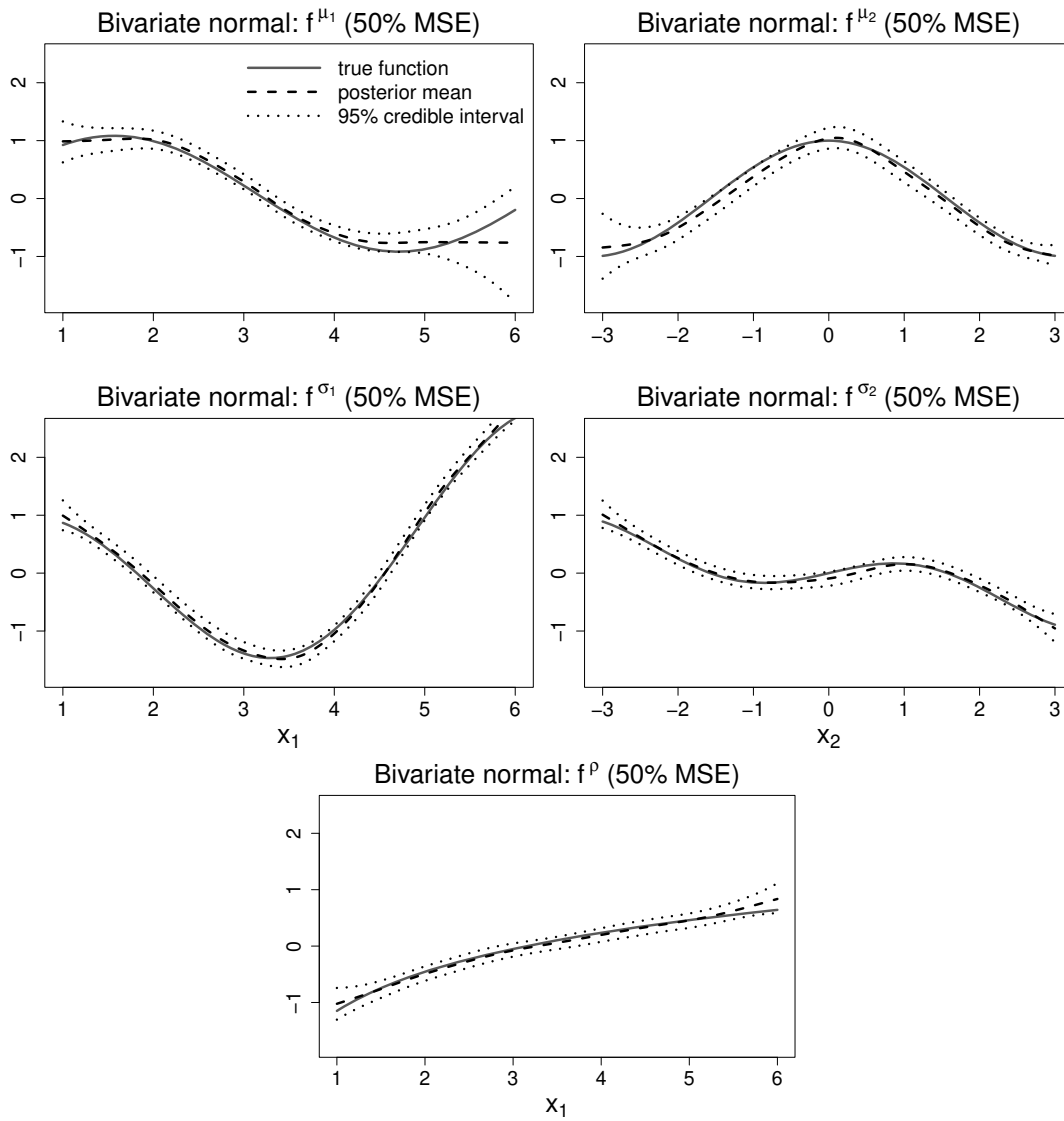 Bivariate normal: f^μ₁ (50% MSE)
Bivariate normal: f^μ₂ (50% MSE)
true function
posterior mean
95% credible interval
2
1
0
−1
1 2 3 4 5 6
2
1
0
−1
−3 −2 −1 0 1 2 3
Bivariate normal: f^σ₁ (50% MSE)
Bivariate normal: f^σ₂ (50% MSE)
2
1
0
−1
1 2 3 4 5 6
x₁
2
1
0
−1
−3 −2 −1 0 1 2 3
x₂
Bivariate normal: f^ρ (50% MSE)
2
1
0
−1
1 2 3 4 5 6
x₁